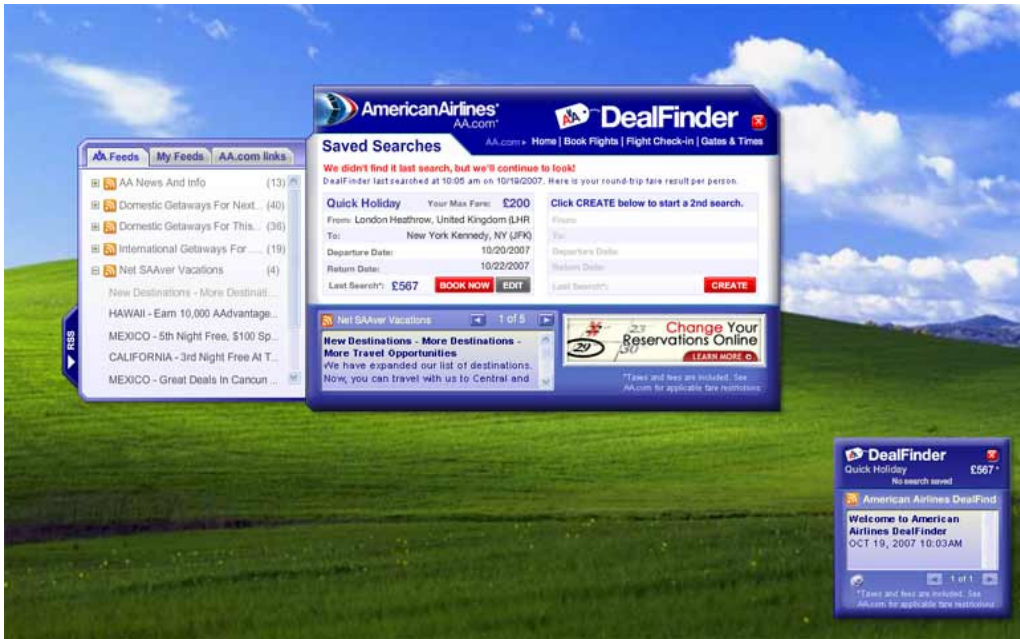 AmericanAirlines®
AA.com®
DealFinder
AA.com ▸ Home | Book Flights | Flight Check-in | Gates & Times
Saved Searches
We didn't find it last search, but we'll continue to look!
DealFinder last searched at 10:05 am on 10/19/2007. Here is your round-trip fare result per person.
Quick Holiday Your Max Fare: £200
From: London Heathrow, United Kingdom (LHR
To: New York Kennedy, NY (JFK)
Departure Date: 10/20/2007
Return Date: 10/22/2007
Last Search*: £567 BOOK NOW EDIT
Click CREATE below to start a 2nd search.
From:
To:
Departure Date:
Return Date:
Last Search*: CREATE
AA Feeds My Feeds AA.com links
AA News And Info (13)
Domestic Getaways For Next... (40)
Domestic Getaways For This... (36)
International Getaways For .... (19)
Net SAAver Vacations (4)
New Destinations - More Destinati...
HAWAII - Earn 10,000 AAdvantage...
MEXICO - 5th Night Free, $100 Sp...
CALIFORNIA - 3rd Night Free At T...
MEXICO - Great Deals In Cancun ...
RSS
Net SAAver Vacations 1 of 5
New Destinations - More Destinations -
More Travel Opportunities
We have expanded our list of destinations.
Now, you can travel with us to Central and
23
29 30
Change Your
Reservations Online
LEARN MORE
*Taxes and fees are included. See
AA.com for applicable fare restrictions
DealFinder
Quick Holiday £567*
No search saved
American Airlines DealFind
Welcome to American
Airlines DealFinder
OCT 19, 2007 10:03AM
1 of 1
*Taxes and fees are included. See
AA.com for applicable fare restrictions